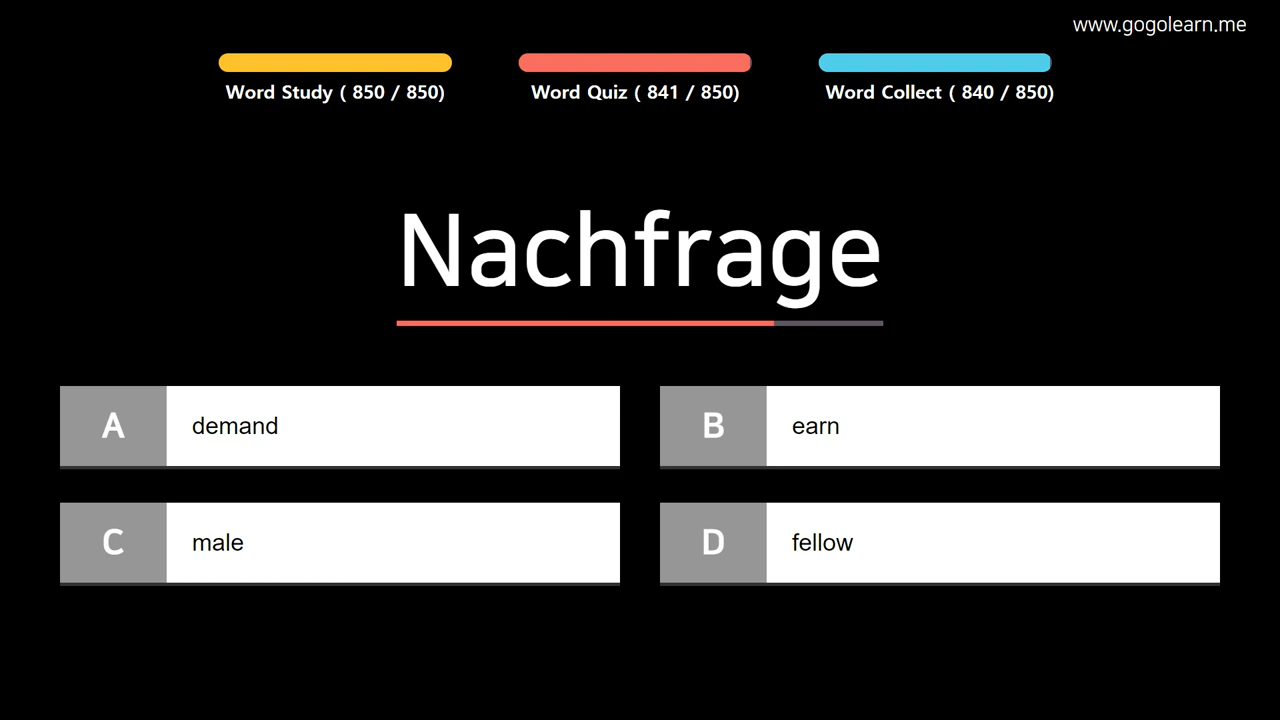 www.gogolearn.me
Word Study ( 850 / 850)
Word Quiz ( 841 / 850)
Word Collect ( 840 / 850)
Nachfrage
A demand
B earn
C male
D fellow